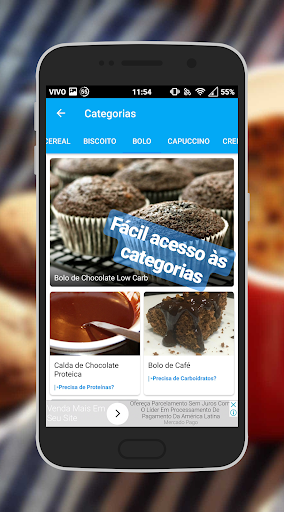 VIVO 11:54 55%
Categorias
CEREAL BISCOITO BOLO CAPUCCINO
Fácil acesso às
categorias
Bolo de Chocolate Low Carb
Calda de Chocolate
Proteica
(+Precisa de Proteínas?
Bolo de Café
(+Precisa de Carboidratos?
Venda Mais Em
Seu Site
Ofereça Parcelamento Sem Juros Com
O Líder Em Processamento De
Pagamento Da América Latina
Mercado Pago